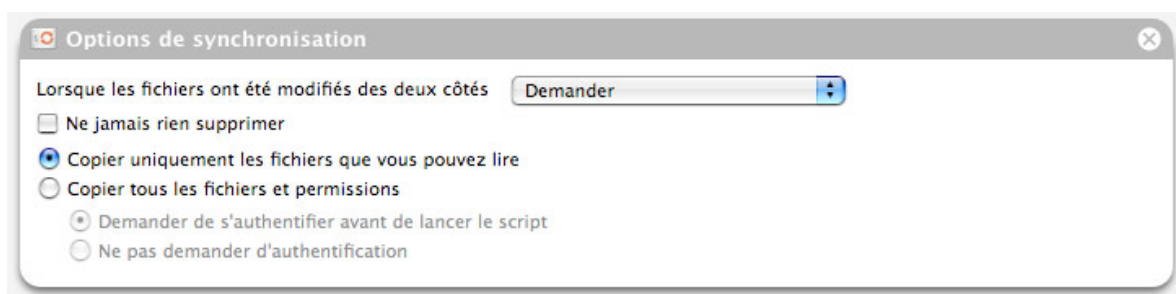 Options de synchronisation
Lorsque les fichiers ont été modifiés des deux côtés Demander
Ne jamais rien supprimer
Copier uniquement les fichiers que vous pouvez lire
Copier tous les fichiers et permissions
Demander de s'authentifier avant de lancer le script
Ne pas demander d'authentification